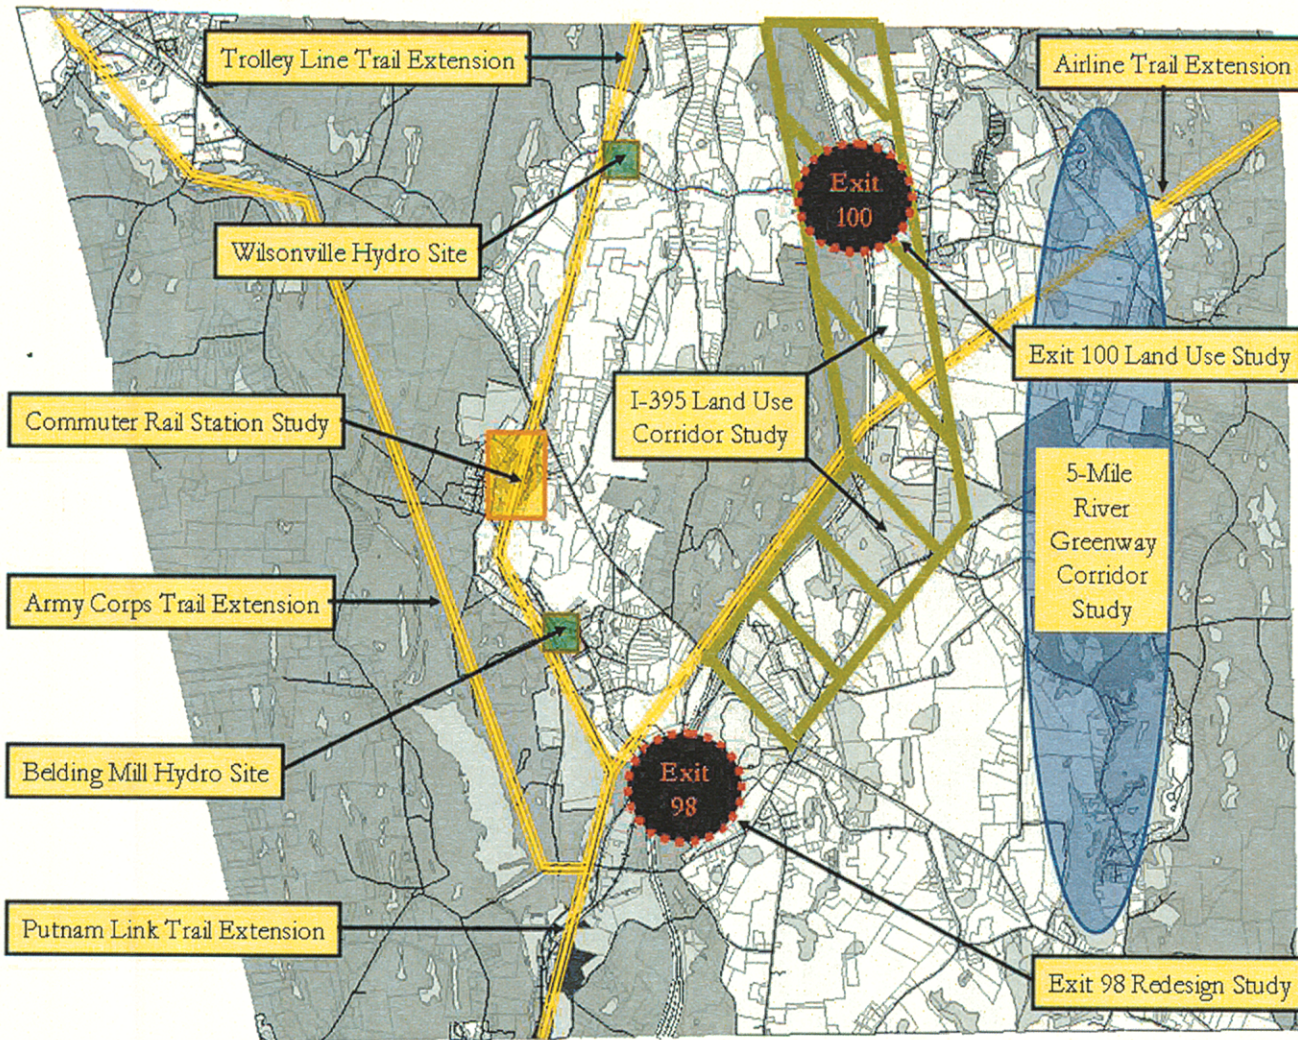 Trolley Line Trail Extension
Airline Trail Extension
Exit
100
Wilsonville Hydro Site
Exit 100 Land Use Study
I-395 Land Use
Corridor Study
Commuter Rail Station Study
5-Mile
River
Greenway
Corridor
Study
Army Corps Trail Extension
Belding Mill Hydro Site
Exit
98
Putnam Link Trail Extension
Exit 98 Redesign Study